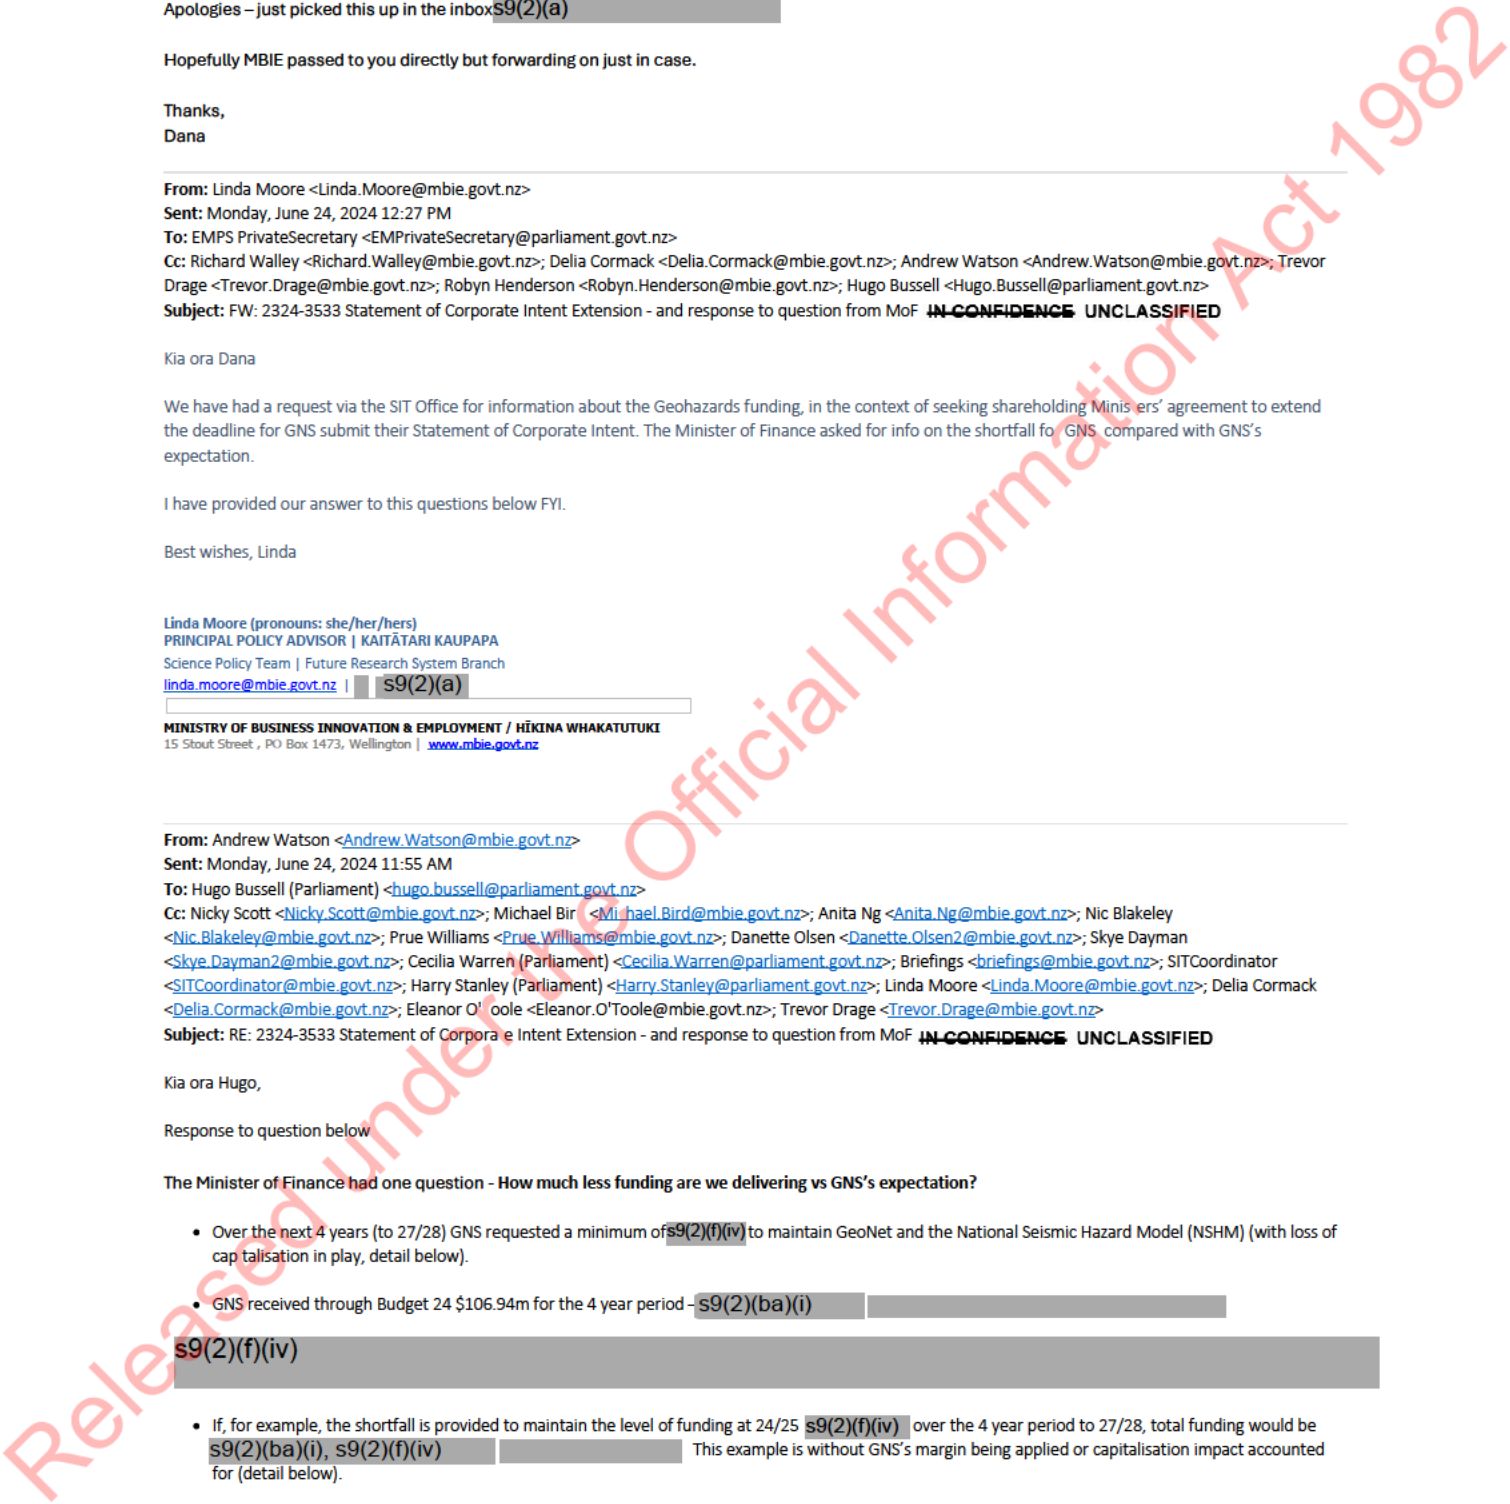 Apologies – just picked this up in the inbox s9(2)(a)
Hopefully MBIE passed to you directly but forwarding on just in case.
Thanks,
Dana
From: Linda Moore <Linda.Moore@mbie.govt.nz>
Sent: Monday, June 24, 2024 12:27 PM
To: EMPS PrivateSecretary <EMPrivateSecretary@parliament.govt.nz>
Cc: Richard Walley <Richard.Walley@mbie.govt.nz>; Delia Cormack <Delia.Cormack@mbie.govt.nz>; Andrew Watson <Andrew.Watson@mbie.govt.nz>; Trevor
Drage <Trevor.Drage@mbie.govt.nz>; Robyn Henderson <Robyn.Henderson@mbie.govt.nz>; Hugo Bussell <Hugo.Bussell@parliament.govt.nz>
Subject: FW: 2324-3533 Statement of Corporate Intent Extension - and response to question from MoF IN CONFIDENCE UNCLASSIFIED
Kia ora Dana
We have had a request via the SIT Office for information about the Geohazards funding, in the context of seeking shareholding Minis ers’ agreement to extend
the deadline for GNS submit their Statement of Corporate Intent. The Minister of Finance asked for info on the shortfall fo GNS compared with GNS’s
expectation.
I have provided our answer to this questions below FYI.
Best wishes, Linda
Linda Moore (pronouns: she/her/hers)
PRINCIPAL POLICY ADVISOR | KAITĀTARI KAUPAPA
Science Policy Team | Future Research System Branch
linda.moore@mbie.govt.nz | s9(2)(a)
MINISTRY OF BUSINESS INNOVATION & EMPLOYMENT / HĪKINA WHAKATUTUKI
15 Stout Street , PO Box 1473, Wellington | www.mbie.govt.nz
From: Andrew Watson <Andrew.Watson@mbie.govt.nz>
Sent: Monday, June 24, 2024 11:55 AM
To: Hugo Bussell (Parliament) <hugo.bussell@parliament.govt.nz>
Cc: Nicky Scott <Nicky.Scott@mbie.govt.nz>; Michael Bir <Mi hael.Bird@mbie.govt.nz>; Anita Ng <Anita.Ng@mbie.govt.nz>; Nic Blakeley
<Nic.Blakeley@mbie.govt.nz>; Prue Williams <Prue.Williams@mbie.govt.nz>; Danette Olsen <Danette.Olsen2@mbie.govt.nz>; Skye Dayman
<Skye.Dayman2@mbie.govt.nz>; Cecilia Warren (Parliament) <Cecilia.Warren@parliament.govt.nz>; Briefings <briefings@mbie.govt.nz>; SITCoordinator
<SITCoordinator@mbie.govt.nz>; Harry Stanley (Parliament) <Harry.Stanley@parliament.govt.nz>; Linda Moore <Linda.Moore@mbie.govt.nz>; Delia Cormack
<Delia.Cormack@mbie.govt.nz>; Eleanor O' oole <Eleanor.O'Toole@mbie.govt.nz>; Trevor Drage <Trevor.Drage@mbie.govt.nz>
Subject: RE: 2324-3533 Statement of Corpora e Intent Extension - and response to question from MoF IN CONFIDENCE UNCLASSIFIED
Kia ora Hugo,
Response to question below
The Minister of Finance had one question - How much less funding are we delivering vs GNS’s expectation?
• Over the next 4 years (to 27/28) GNS requested a minimum of s9(2)(f)(iv) to maintain GeoNet and the National Seismic Hazard Model (NSHM) (with loss of
cap talisation in play, detail below).
• GNS received through Budget 24 $106.94m for the 4 year period – s9(2)(ba)(i)
s9(2)(f)(iv)
• If, for example, the shortfall is provided to maintain the level of funding at 24/25 s9(2)(f)(iv) over the 4 year period to 27/28, total funding would be
s9(2)(ba)(i), s9(2)(f)(iv) This example is without GNS’s margin being applied or capitalisation impact accounted
for (detail below).
Released under the Official Information Act 1982